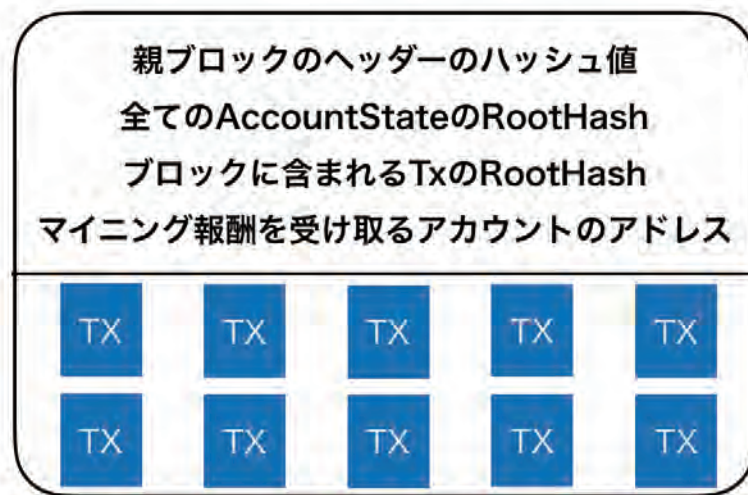 親ブロックのヘッダーのハッシュ値
全てのAccountStateのRootHash
ブロックに含まれるTxのRootHash
マイニング報酬を受け取るアカウントのアドレス
TX TX TX TX TX
TX TX TX TX TX